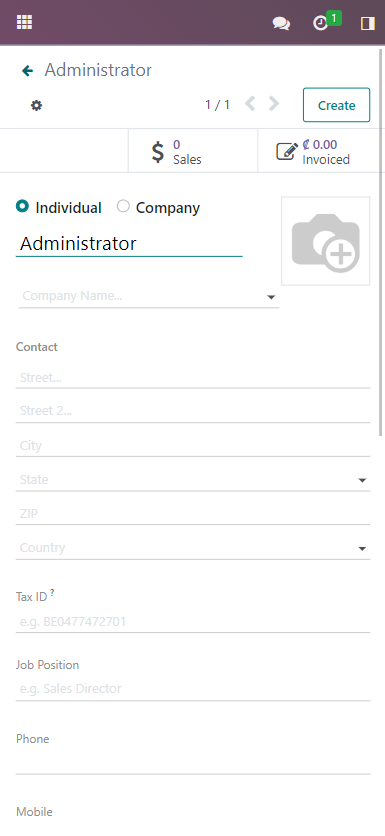 1
Administrator
1 / 1
Create
0
Sales
₡ 0.00
Invoiced
Individual
Company
Administrator
Company Name...
Contact
Street...
Street 2...
City
State
ZIP
Country
Tax ID ?
e.g. BE0477472701
Job Position
e.g. Sales Director
Phone
Mobile